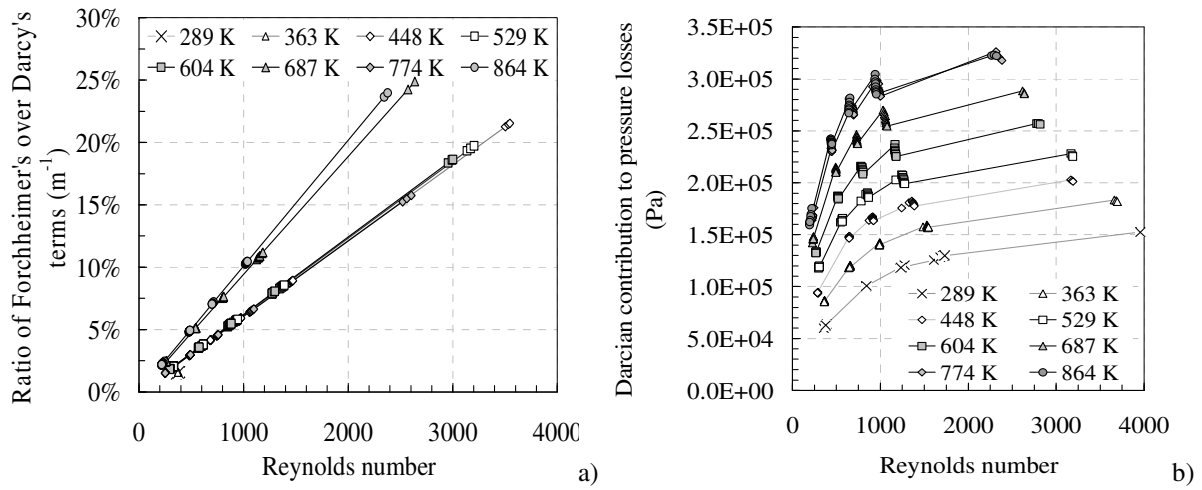 Ratio of Forchheimer's over Darcy's
terms (m-1)
30%
25%
20%
15%
10%
5%
0%
289 K 363 K 448 K 529 K
604 K 687 K 774 K 864 K
0 1000 2000 3000 4000
Reynolds number
a)
Darcian contribution to pressure losses
(Pa)
3.5E+05
3.0E+05
2.5E+05
2.0E+05
1.5E+05
1.0E+05
5.0E+04
0.0E+00
289 K 363 K
448 K 529 K
604 K 687 K
774 K 864 K
0 1000 2000 3000 4000
Reynolds number
b)